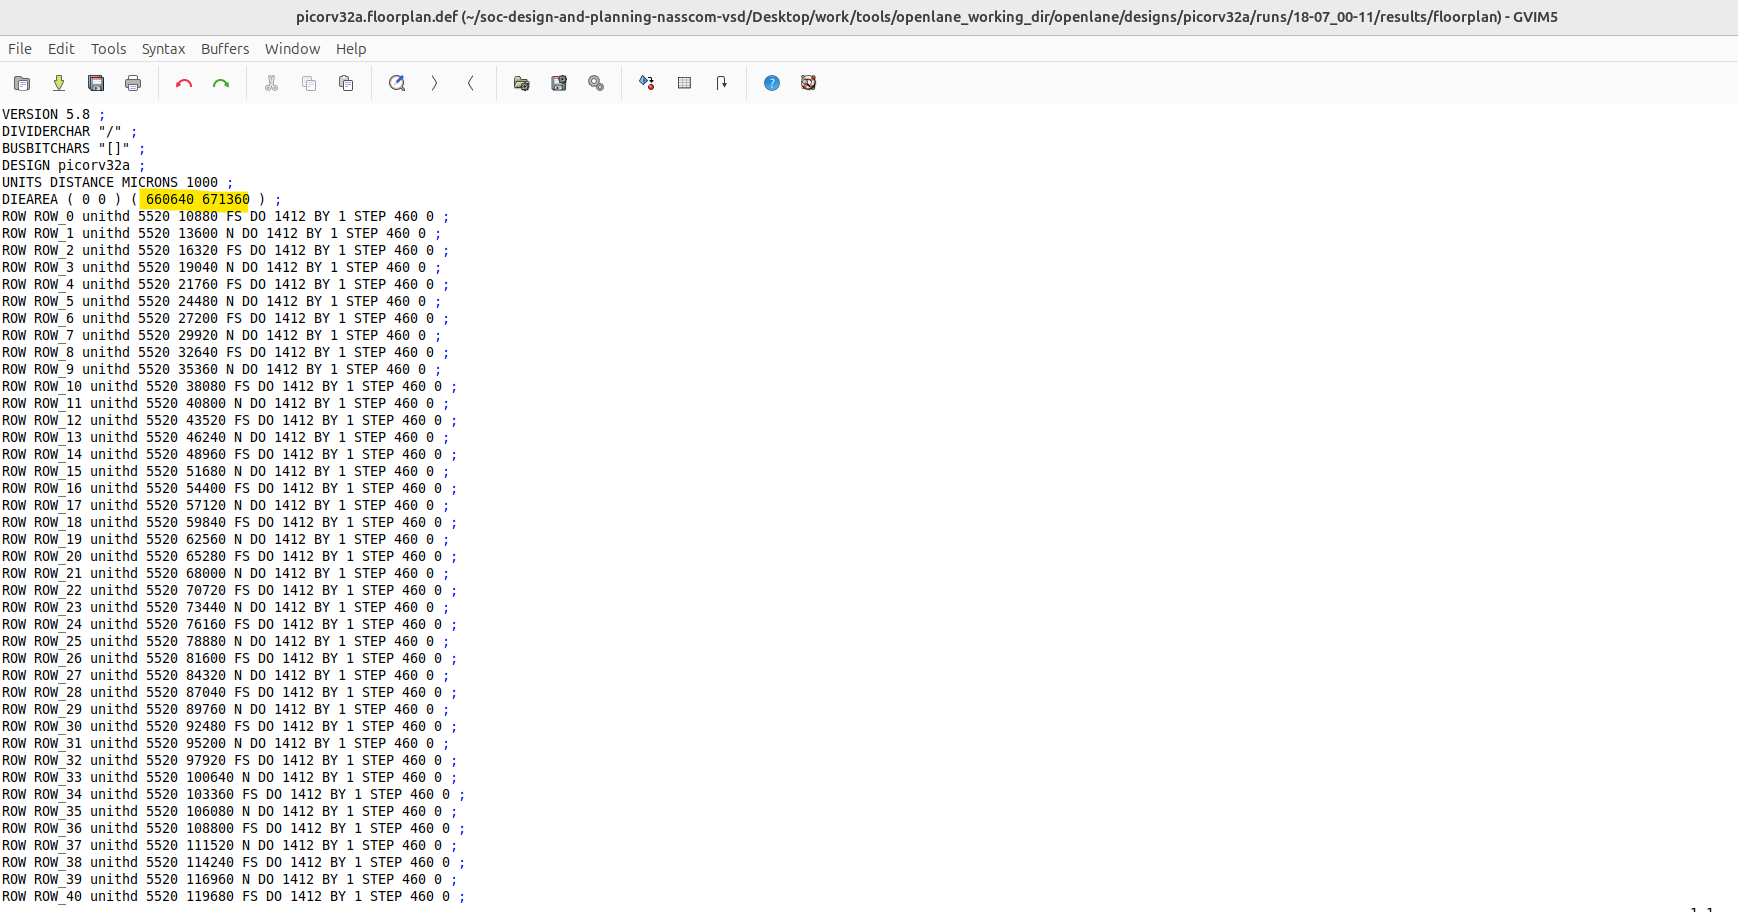 picorv32a.floorplan.def (~/soc-design-and-planning-nasscom-vsd/Desktop/work/tools/openlane_working_dir/openlane/designs/picorv32a/runs/18-07_00-11/results/floorplan) - GVIM5
File Edit Tools Syntax Buffers Window Help
VERSION 5.8 ;
DIVIDERCHAR "/" ;
BUSBITCHARS "[]" ;
DESIGN picorv32a ;
UNITS DISTANCE MICRONS 1000 ;
DIEAREA ( 0 0 ) ( 660640 671360 ) ;
ROW ROW_0 unithd 5520 10880 FS DO 1412 BY 1 STEP 460 0 ;
ROW ROW_1 unithd 5520 13600 N DO 1412 BY 1 STEP 460 0 ;
ROW ROW_2 unithd 5520 16320 FS DO 1412 BY 1 STEP 460 0 ;
ROW ROW_3 unithd 5520 19040 N DO 1412 BY 1 STEP 460 0 ;
ROW ROW_4 unithd 5520 21760 FS DO 1412 BY 1 STEP 460 0 ;
ROW ROW_5 unithd 5520 24480 N DO 1412 BY 1 STEP 460 0 ;
ROW ROW_6 unithd 5520 27200 FS DO 1412 BY 1 STEP 460 0 ;
ROW ROW_7 unithd 5520 29920 N DO 1412 BY 1 STEP 460 0 ;
ROW ROW_8 unithd 5520 32640 FS DO 1412 BY 1 STEP 460 0 ;
ROW ROW_9 unithd 5520 35360 N DO 1412 BY 1 STEP 460 0 ;
ROW ROW_10 unithd 5520 38080 FS DO 1412 BY 1 STEP 460 0 ;
ROW ROW_11 unithd 5520 40800 N DO 1412 BY 1 STEP 460 0 ;
ROW ROW_12 unithd 5520 43520 FS DO 1412 BY 1 STEP 460 0 ;
ROW ROW_13 unithd 5520 46240 N DO 1412 BY 1 STEP 460 0 ;
ROW ROW_14 unithd 5520 48960 FS DO 1412 BY 1 STEP 460 0 ;
ROW ROW_15 unithd 5520 51680 N DO 1412 BY 1 STEP 460 0 ;
ROW ROW_16 unithd 5520 54400 FS DO 1412 BY 1 STEP 460 0 ;
ROW ROW_17 unithd 5520 57120 N DO 1412 BY 1 STEP 460 0 ;
ROW ROW_18 unithd 5520 59840 FS DO 1412 BY 1 STEP 460 0 ;
ROW ROW_19 unithd 5520 62560 N DO 1412 BY 1 STEP 460 0 ;
ROW ROW_20 unithd 5520 65280 FS DO 1412 BY 1 STEP 460 0 ;
ROW ROW_21 unithd 5520 68000 N DO 1412 BY 1 STEP 460 0 ;
ROW ROW_22 unithd 5520 70720 FS DO 1412 BY 1 STEP 460 0 ;
ROW ROW_23 unithd 5520 73440 N DO 1412 BY 1 STEP 460 0 ;
ROW ROW_24 unithd 5520 76160 FS DO 1412 BY 1 STEP 460 0 ;
ROW ROW_25 unithd 5520 78880 N DO 1412 BY 1 STEP 460 0 ;
ROW ROW_26 unithd 5520 81600 FS DO 1412 BY 1 STEP 460 0 ;
ROW ROW_27 unithd 5520 84320 N DO 1412 BY 1 STEP 460 0 ;
ROW ROW_28 unithd 5520 87040 FS DO 1412 BY 1 STEP 460 0 ;
ROW ROW_29 unithd 5520 89760 N DO 1412 BY 1 STEP 460 0 ;
ROW ROW_30 unithd 5520 92480 FS DO 1412 BY 1 STEP 460 0 ;
ROW ROW_31 unithd 5520 95200 N DO 1412 BY 1 STEP 460 0 ;
ROW ROW_32 unithd 5520 97920 FS DO 1412 BY 1 STEP 460 0 ;
ROW ROW_33 unithd 5520 100640 N DO 1412 BY 1 STEP 460 0 ;
ROW ROW_34 unithd 5520 103360 FS DO 1412 BY 1 STEP 460 0 ;
ROW ROW_35 unithd 5520 106080 N DO 1412 BY 1 STEP 460 0 ;
ROW ROW_36 unithd 5520 108800 FS DO 1412 BY 1 STEP 460 0 ;
ROW ROW_37 unithd 5520 111520 N DO 1412 BY 1 STEP 460 0 ;
ROW ROW_38 unithd 5520 114240 FS DO 1412 BY 1 STEP 460 0 ;
ROW ROW_39 unithd 5520 116960 N DO 1412 BY 1 STEP 460 0 ;
ROW ROW_40 unithd 5520 119680 FS DO 1412 BY 1 STEP 460 0 ;